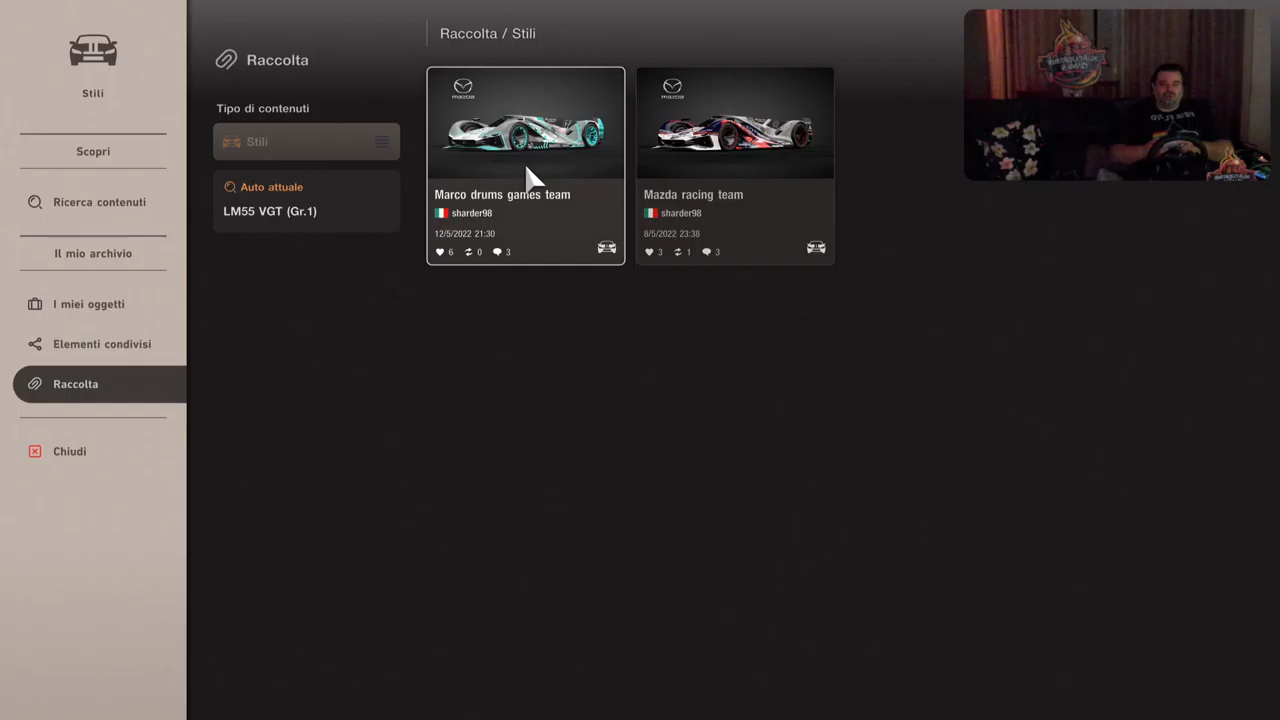 Stili
Scopri
Ricerca contenuti
Il mio archivio
I miei oggetti
Elementi condivisi
Raccolta
Chiudi
Raccolta
Tipo di contenuti
Stili
Auto attuale
LM55 VGT (Gr.1)
Raccolta / Stili
mazda
Marco drums games team
sharder98
12/5/2022 21:30
6 0 3
mazda
Mazda racing team
sharder98
8/5/2022 23:38
3 1 3